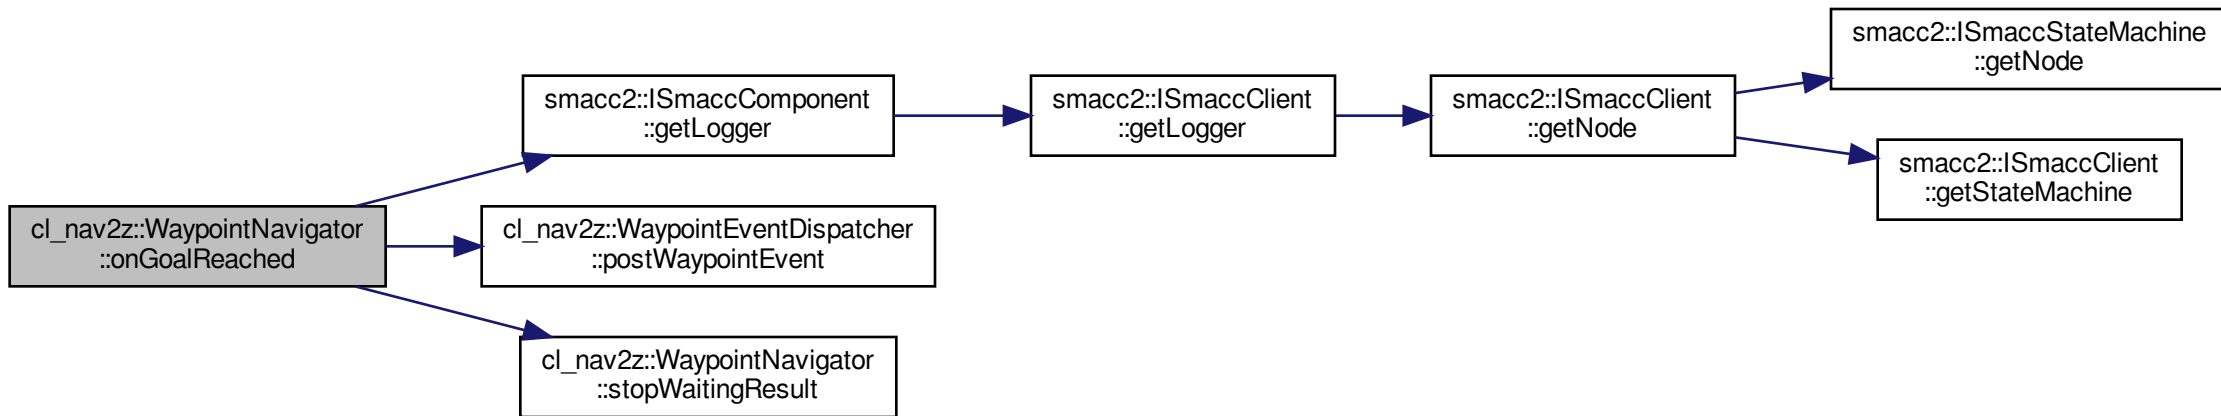 cl_nav2z::WaypointNavigator
::onGoalReached
smacc2::ISmaccComponent
::getLogger
smacc2::ISmaccClient
::getLogger
smacc2::ISmaccClient
::getNode
smacc2::ISmaccStateMachine
::getNode
smacc2::ISmaccClient
::getStateMachine
cl_nav2z::WaypointEventDispatcher
::postWaypointEvent
cl_nav2z::WaypointNavigator
::stopWaitingResult